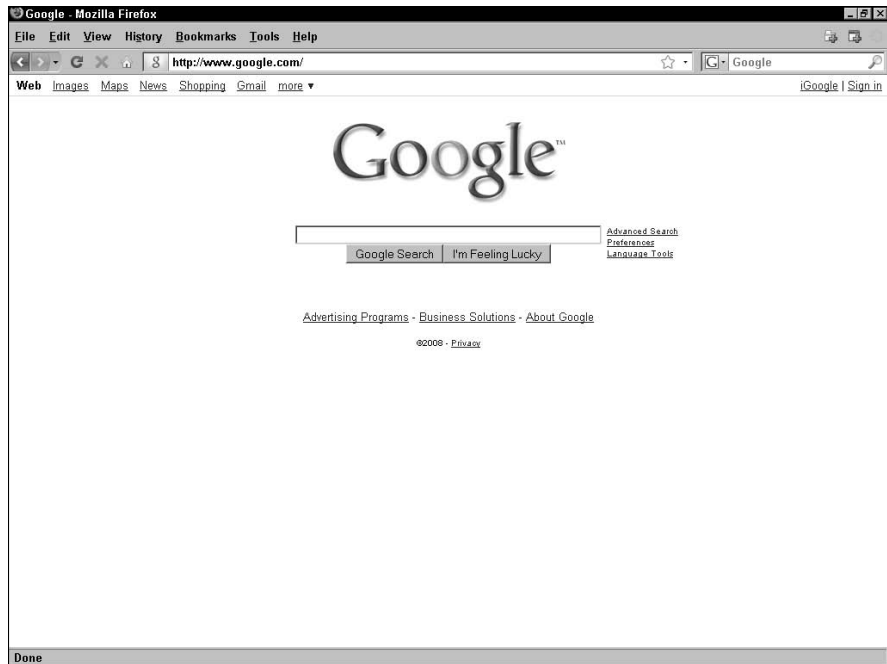 Google - Mozilla Firefox
File Edit View History Bookmarks Tools Help
8 http://www.google.com/ G Google
Web Images Maps News Shopping Gmail more ▼ iGoogle | Sign in
Google™
Advanced Search
Preferences
Google Search I'm Feeling Lucky Language Tools
Advertising Programs - Business Solutions - About Google
©2008 - Privacy
Done